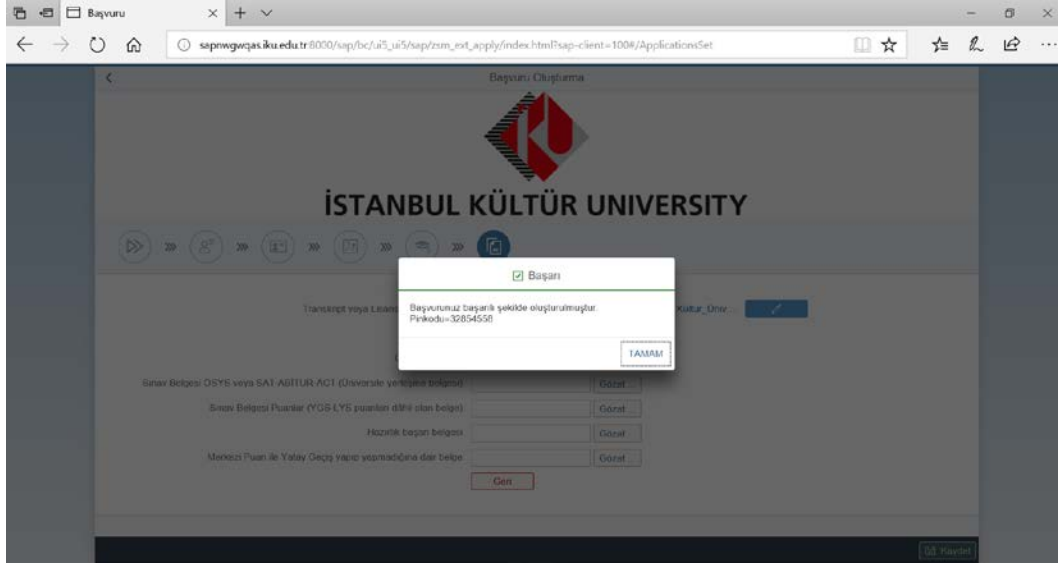 Başvuru
sapnwgwqas.iku.edu.tr:8000/sap/bc/ui5_ui5/sap/zsm_ext_apply/index.html?sap-client=100#/ApplicationsSet
Başvuru Oluşturma
İSTANBUL KÜLTÜR UNIVERSITY
Başarı
Transkript veya Lisans
Başvurunuz başarılı şekilde oluşturulmuştur.
Kultur_Univ...
Pinkodu=32854558
TAMAM
Sınav Belgesi ÖSYS veya SAT-ABITUR-ACT (Üniversite yerleşme belgesi)
Gözat ...
Sınav Belgesi Puanlar (YGS-LYS puanları dâhil olan belge)
Gözat ...
Hazırlık başarı belgesi
Gözat ...
Merkezi Puan ile Yatay Geçiş yapıp yapmadığına dair belge
Gözat ...
Geri
Kaydet